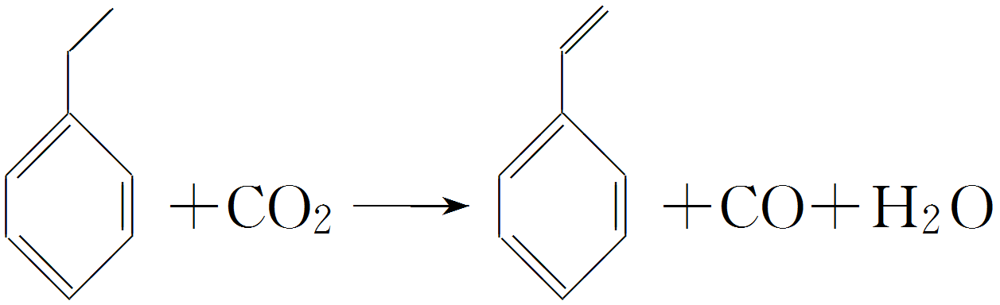 +CO₂ ⟶ +CO+H₂O